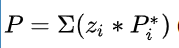 P = Σ(z_i * P_i^*) (